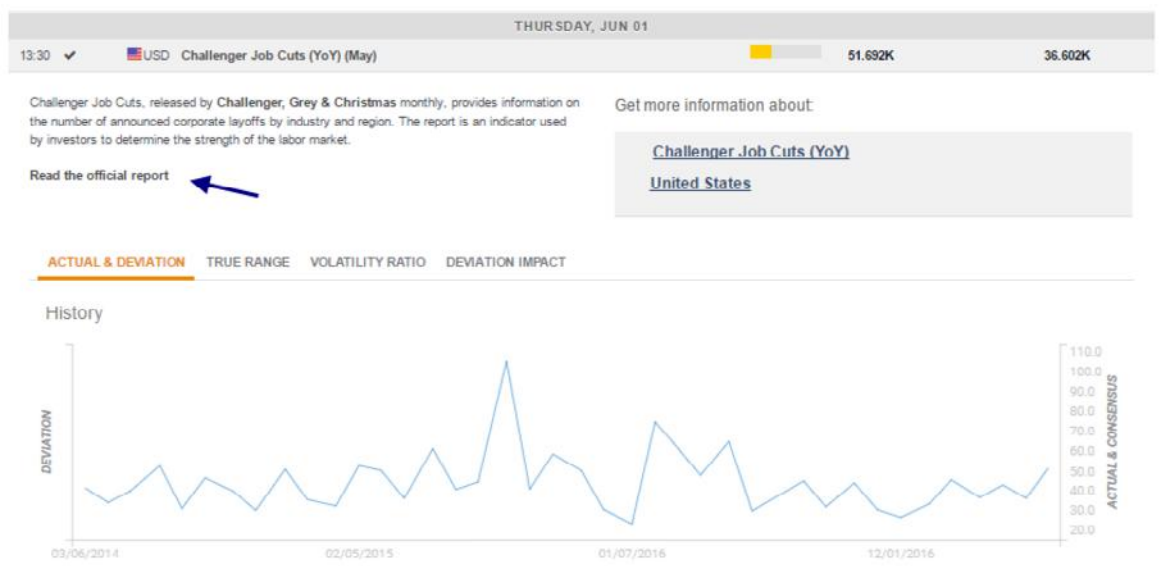 THURSDAY, JUN 01
13:30 ✔ USD Challenger Job Cuts (YoY) (May) 51.692K 36.602K
Challenger Job Cuts, released by Challenger, Grey & Christmas monthly, provides information on
the number of announced corporate layoffs by industry and region. The report is an indicator used
by investors to determine the strength of the labor market.
Read the official report
Get more information about:
Challenger Job Cuts (YoY)
United States
ACTUAL & DEVIATION TRUE RANGE VOLATILITY RATIO DEVIATION IMPACT
History
DEVIATION
110.0
100.0
90.0
80.0
70.0
60.0
50.0
40.0
30.0
20.0
ACTUAL & CONSENSUS
03/06/2014 02/05/2015 01/07/2016 12/01/2016